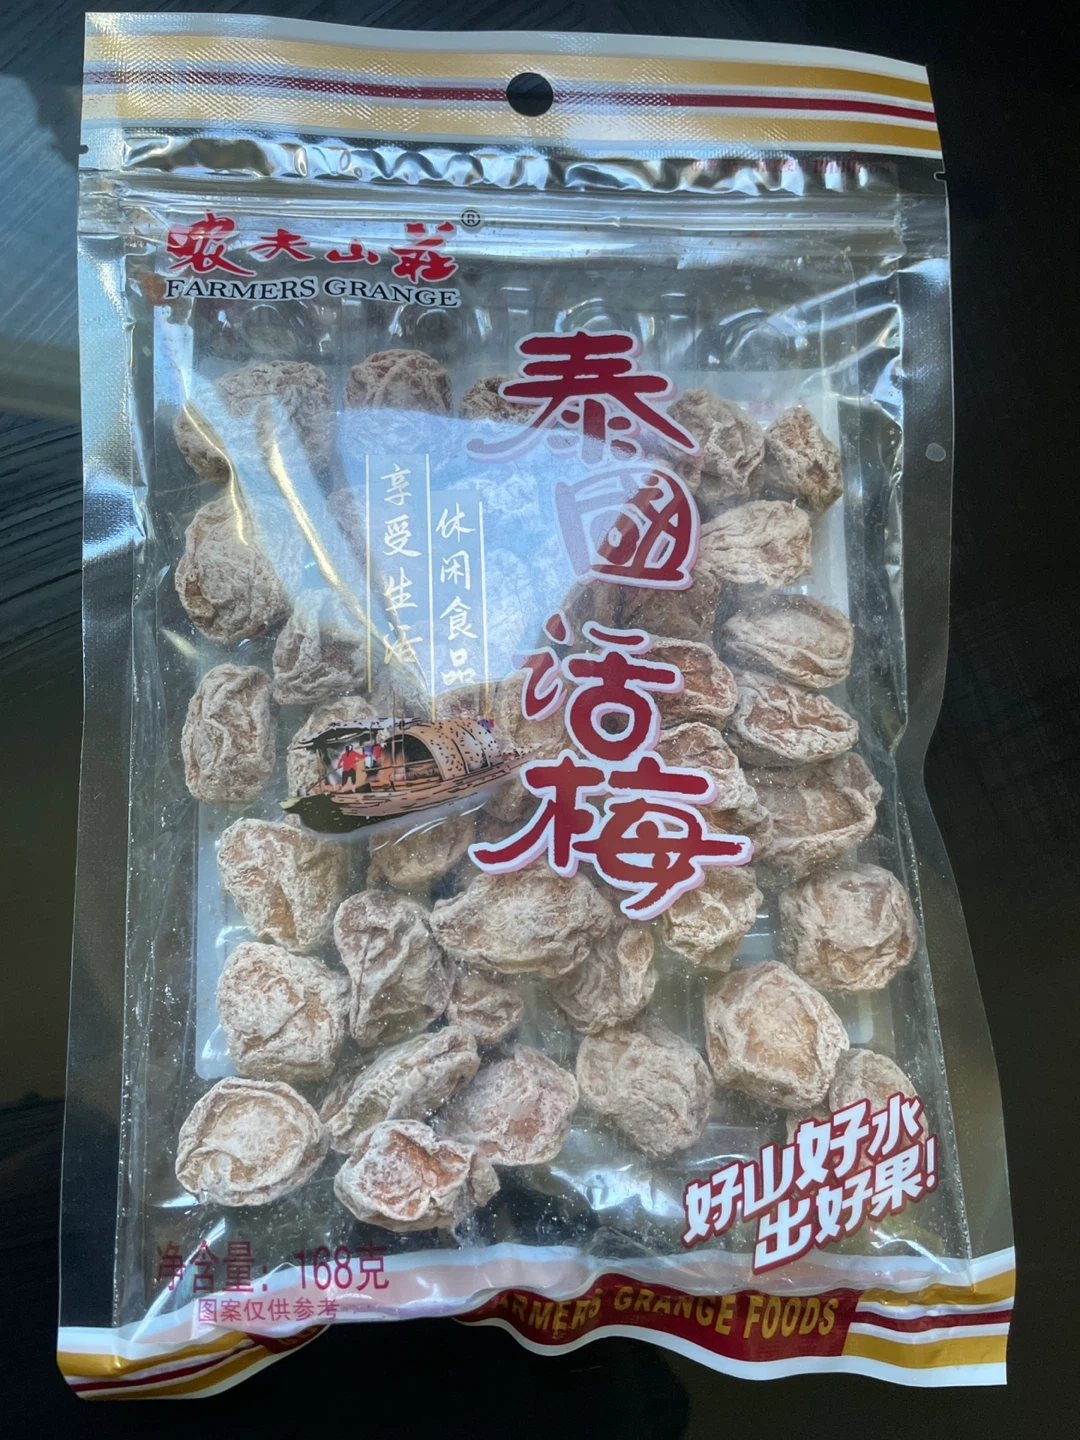 農夫山莊®
FARMERS GRANGE
泰國话梅
休闲食品
享受生活
好山好水
出好果!
净含量：168克
图案仅供参考
FARMERS GRANGE FOODS